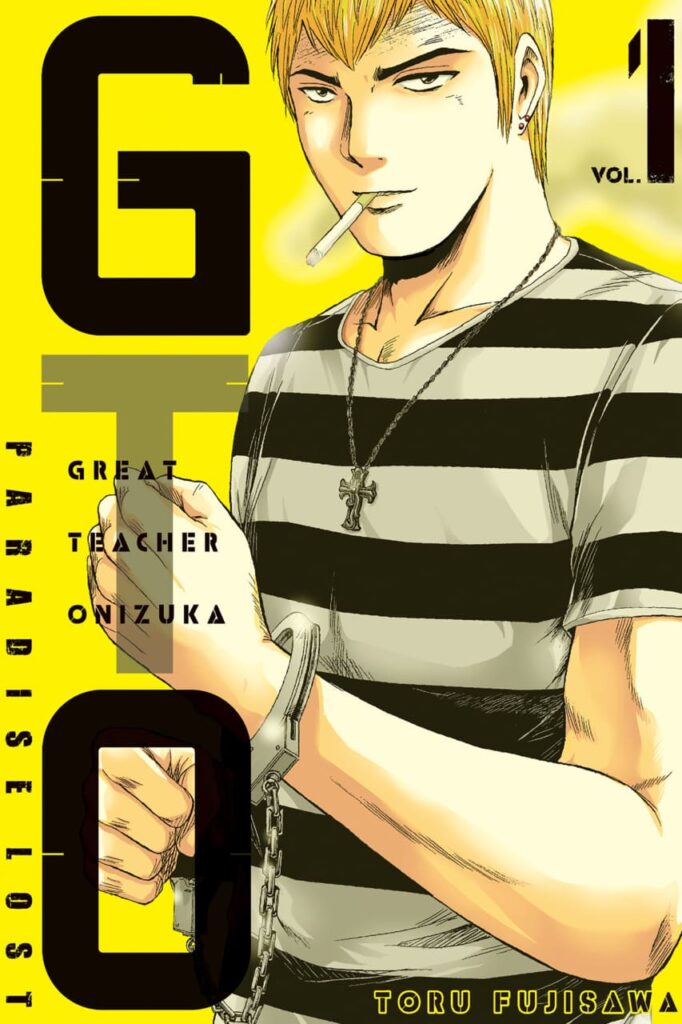 GTO
VOL. 1
GREAT
TEACHER
ONIZUKA
PARADISE LOST
TORU FUJISAWA